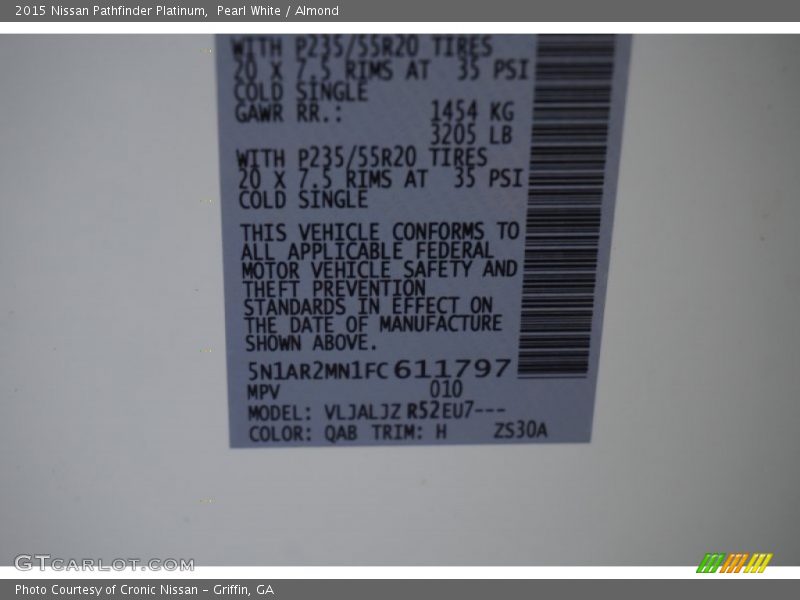 2015 Nissan Pathfinder Platinum, Pearl White / Almond
WITH P235/55R20 TIRES
20 X 7.5 RIMS AT 35 PSI
COLD SINGLE
GAWR RR.: 1454 KG
3205 LB
WITH P235/55R20 TIRES
20 X 7.5 RIMS AT 35 PSI
COLD SINGLE
THIS VEHICLE CONFORMS TO
ALL APPLICABLE FEDERAL
MOTOR VEHICLE SAFETY AND
THEFT PREVENTION
STANDARDS IN EFFECT ON
THE DATE OF MANUFACTURE
SHOWN ABOVE.
5N1AR2MN1FC611797
MPV 010
MODEL: VLJALJZ R52EU7---
COLOR: QAB TRIM: H ZS30A
GTCARLOT.COM
Photo Courtesy of Cronic Nissan - Griffin, GA